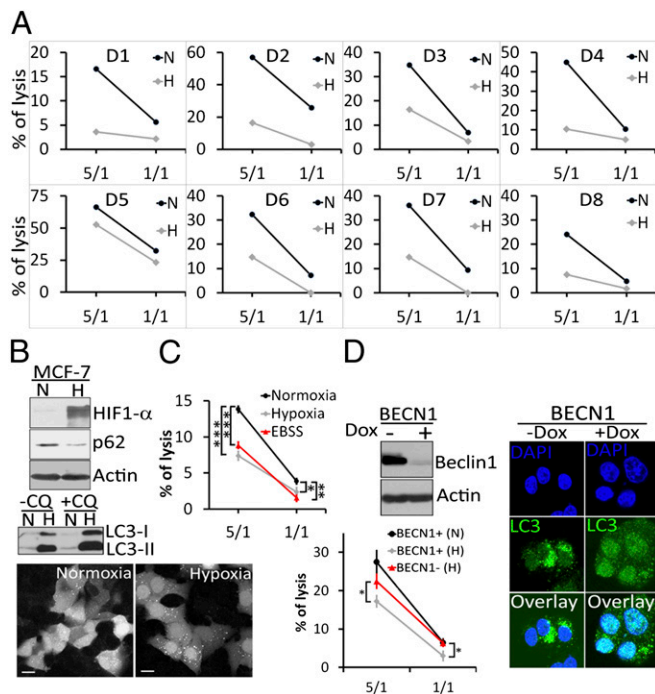 A
D1
N
H
20
15
10
5
0
% of lysis
5/1 1/1
D2
N
H
60
40
20
0
5/1 1/1
D3
N
H
40
30
20
10
0
5/1 1/1
D4
N
H
50
40
30
20
10
0
5/1 1/1
D5
N
H
75
50
25
0
% of lysis
5/1 1/1
D6
N
H
40
30
20
10
0
5/1 1/1
D7
N
H
40
30
20
10
0
5/1 1/1
D8
N
H
40
30
20
10
0
5/1 1/1
B
MCF-7
N H
HIF1-α
p62
Actin
-CQ +CQ
N H N H
LC3-I
LC3-II
Normoxia Hypoxia
C
Normoxia
Hypoxia
EBSS
15
10
5
0
% of lysis
***
***
*
**
5/1 1/1
D
BECN1
Dox - +
Beclin1
Actin
BECN1+ (N)
BECN1+ (H)
BECN1- (H)
30
20
10
0
% of lysis
*
*
5/1 1/1
BECN1
-Dox +Dox
DAPI DAPI
LC3 LC3
Overlay Overlay